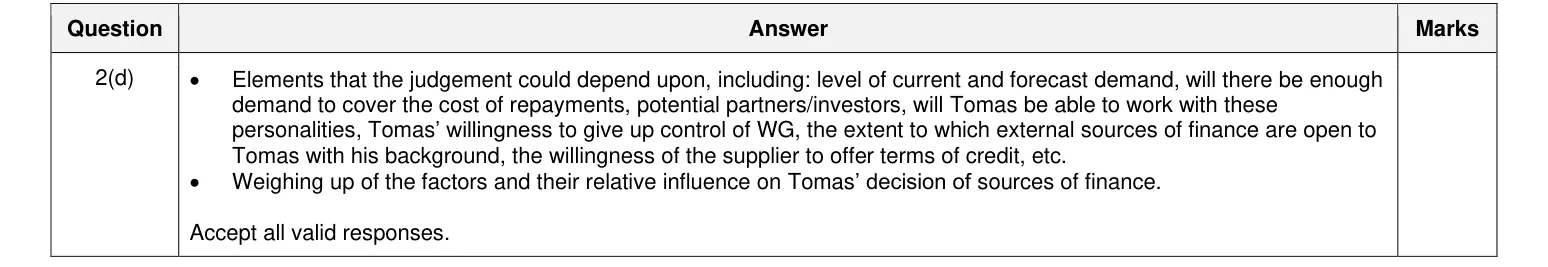 Question Answer Marks
2(d)
• Elements that the judgement could depend upon, including: level of current and forecast demand, will there be enough
demand to cover the cost of repayments, potential partners/investors, will Tomas be able to work with these
personalities, Tomas’ willingness to give up control of WG, the extent to which external sources of finance are open to
Tomas with his background, the willingness of the supplier to offer terms of credit, etc.
• Weighing up of the factors and their relative influence on Tomas’ decision of sources of finance.
Accept all valid responses.